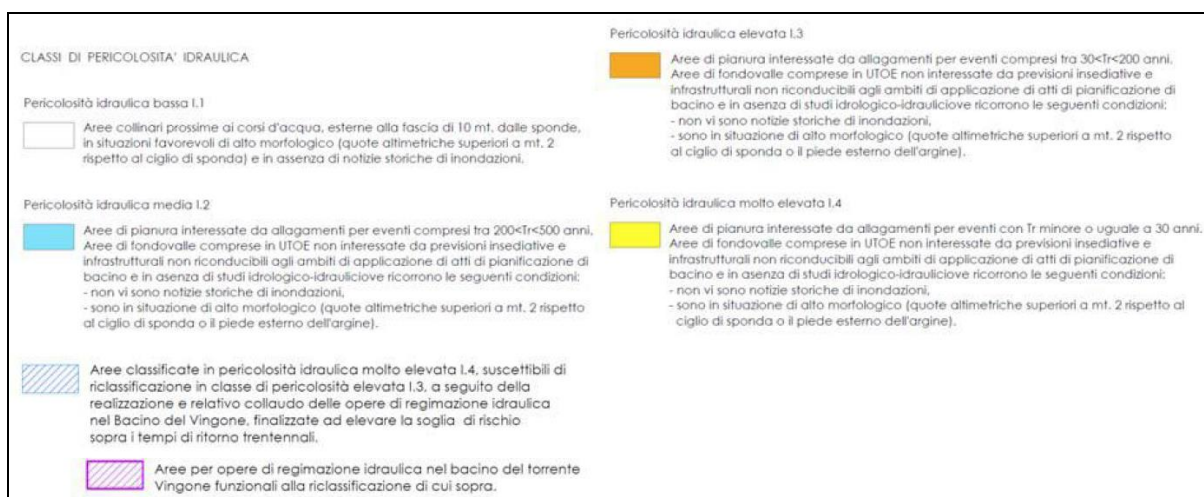 CLASSI DI PERICOLOSITA' IDRAULICA
Pericolosità idraulica bassa I.1
Aree collinari prossime ai corsi d'acqua, esterne alla fascia di 10 mt. dalle sponde,
in situazioni favorevoli di alto morfologico (quote altimetriche superiori a mt. 2
rispetto al ciglio di sponda) e in assenza di notizie storiche di inondazioni.
Pericolosità idraulica media I.2
Aree di pianura interessate da allagamenti per eventi compresi tra 200<Tr<500 anni.
Aree di fondovalle comprese in UTOE non interessate da previsioni insediative e
infrastrutturali non riconducibili agli ambiti di applicazione di atti di pianificazione di
bacino e in asenza di studi idrologico-idrauliciove ricorrono le seguenti condizioni:
- non vi sono notizie storiche di inondazioni,
- sono in situazione di alto morfologico (quote altimetriche superiori a mt. 2 rispetto
al ciglio di sponda o il piede esterno dell'argine).
Aree classificate in pericolosità idraulica molto elevata I.4, suscettibili di
riclassificazione in classe di pericolosità elevata I.3, a seguito della
realizzazione e relativo collaudo delle opere di regimazione idraulica
nel Bacino del Vingone, finalizzate ad elevare la soglia di rischio
sopra i tempi di ritorno trentennali.
Aree per opere di regimazione idraulica nel bacino del torrente
Vingone funzionali alla riclassificazione di cui sopra.
Pericolosità idraulica elevata I.3
Aree di pianura interessate da allagamenti per eventi compresi tra 30<Tr<200 anni.
Aree di fondovalle comprese in UTOE non interessate da previsioni insediative e
infrastrutturali non riconducibili agli ambiti di applicazione di atti di pianificazione di
bacino e in asenza di studi idrologico-idrauliciove ricorrono le seguenti condizioni:
- non vi sono notizie storiche di inondazioni,
- sono in situazione di alto morfologico (quote altimetriche superiori a mt. 2 rispetto
al ciglio di sponda o il piede esterno dell'argine).
Pericolosità idraulica molto elevata I.4
Aree di pianura interessate da allagamenti per eventi con Tr minore o uguale a 30 anni.
Aree di fondovalle comprese in UTOE non interessate da previsioni insediative e
infrastrutturali non riconducibili agli ambiti di applicazione di atti di pianificazione di
bacino e in asenza di studi idrologico-idrauliciove ricorrono le seguenti condizioni:
- non vi sono notizie storiche di inondazioni,
- sono in situazione di alto morfologico (quote altimetriche superiori a mt. 2 rispetto al
ciglio di sponda o il piede esterno dell'argine).